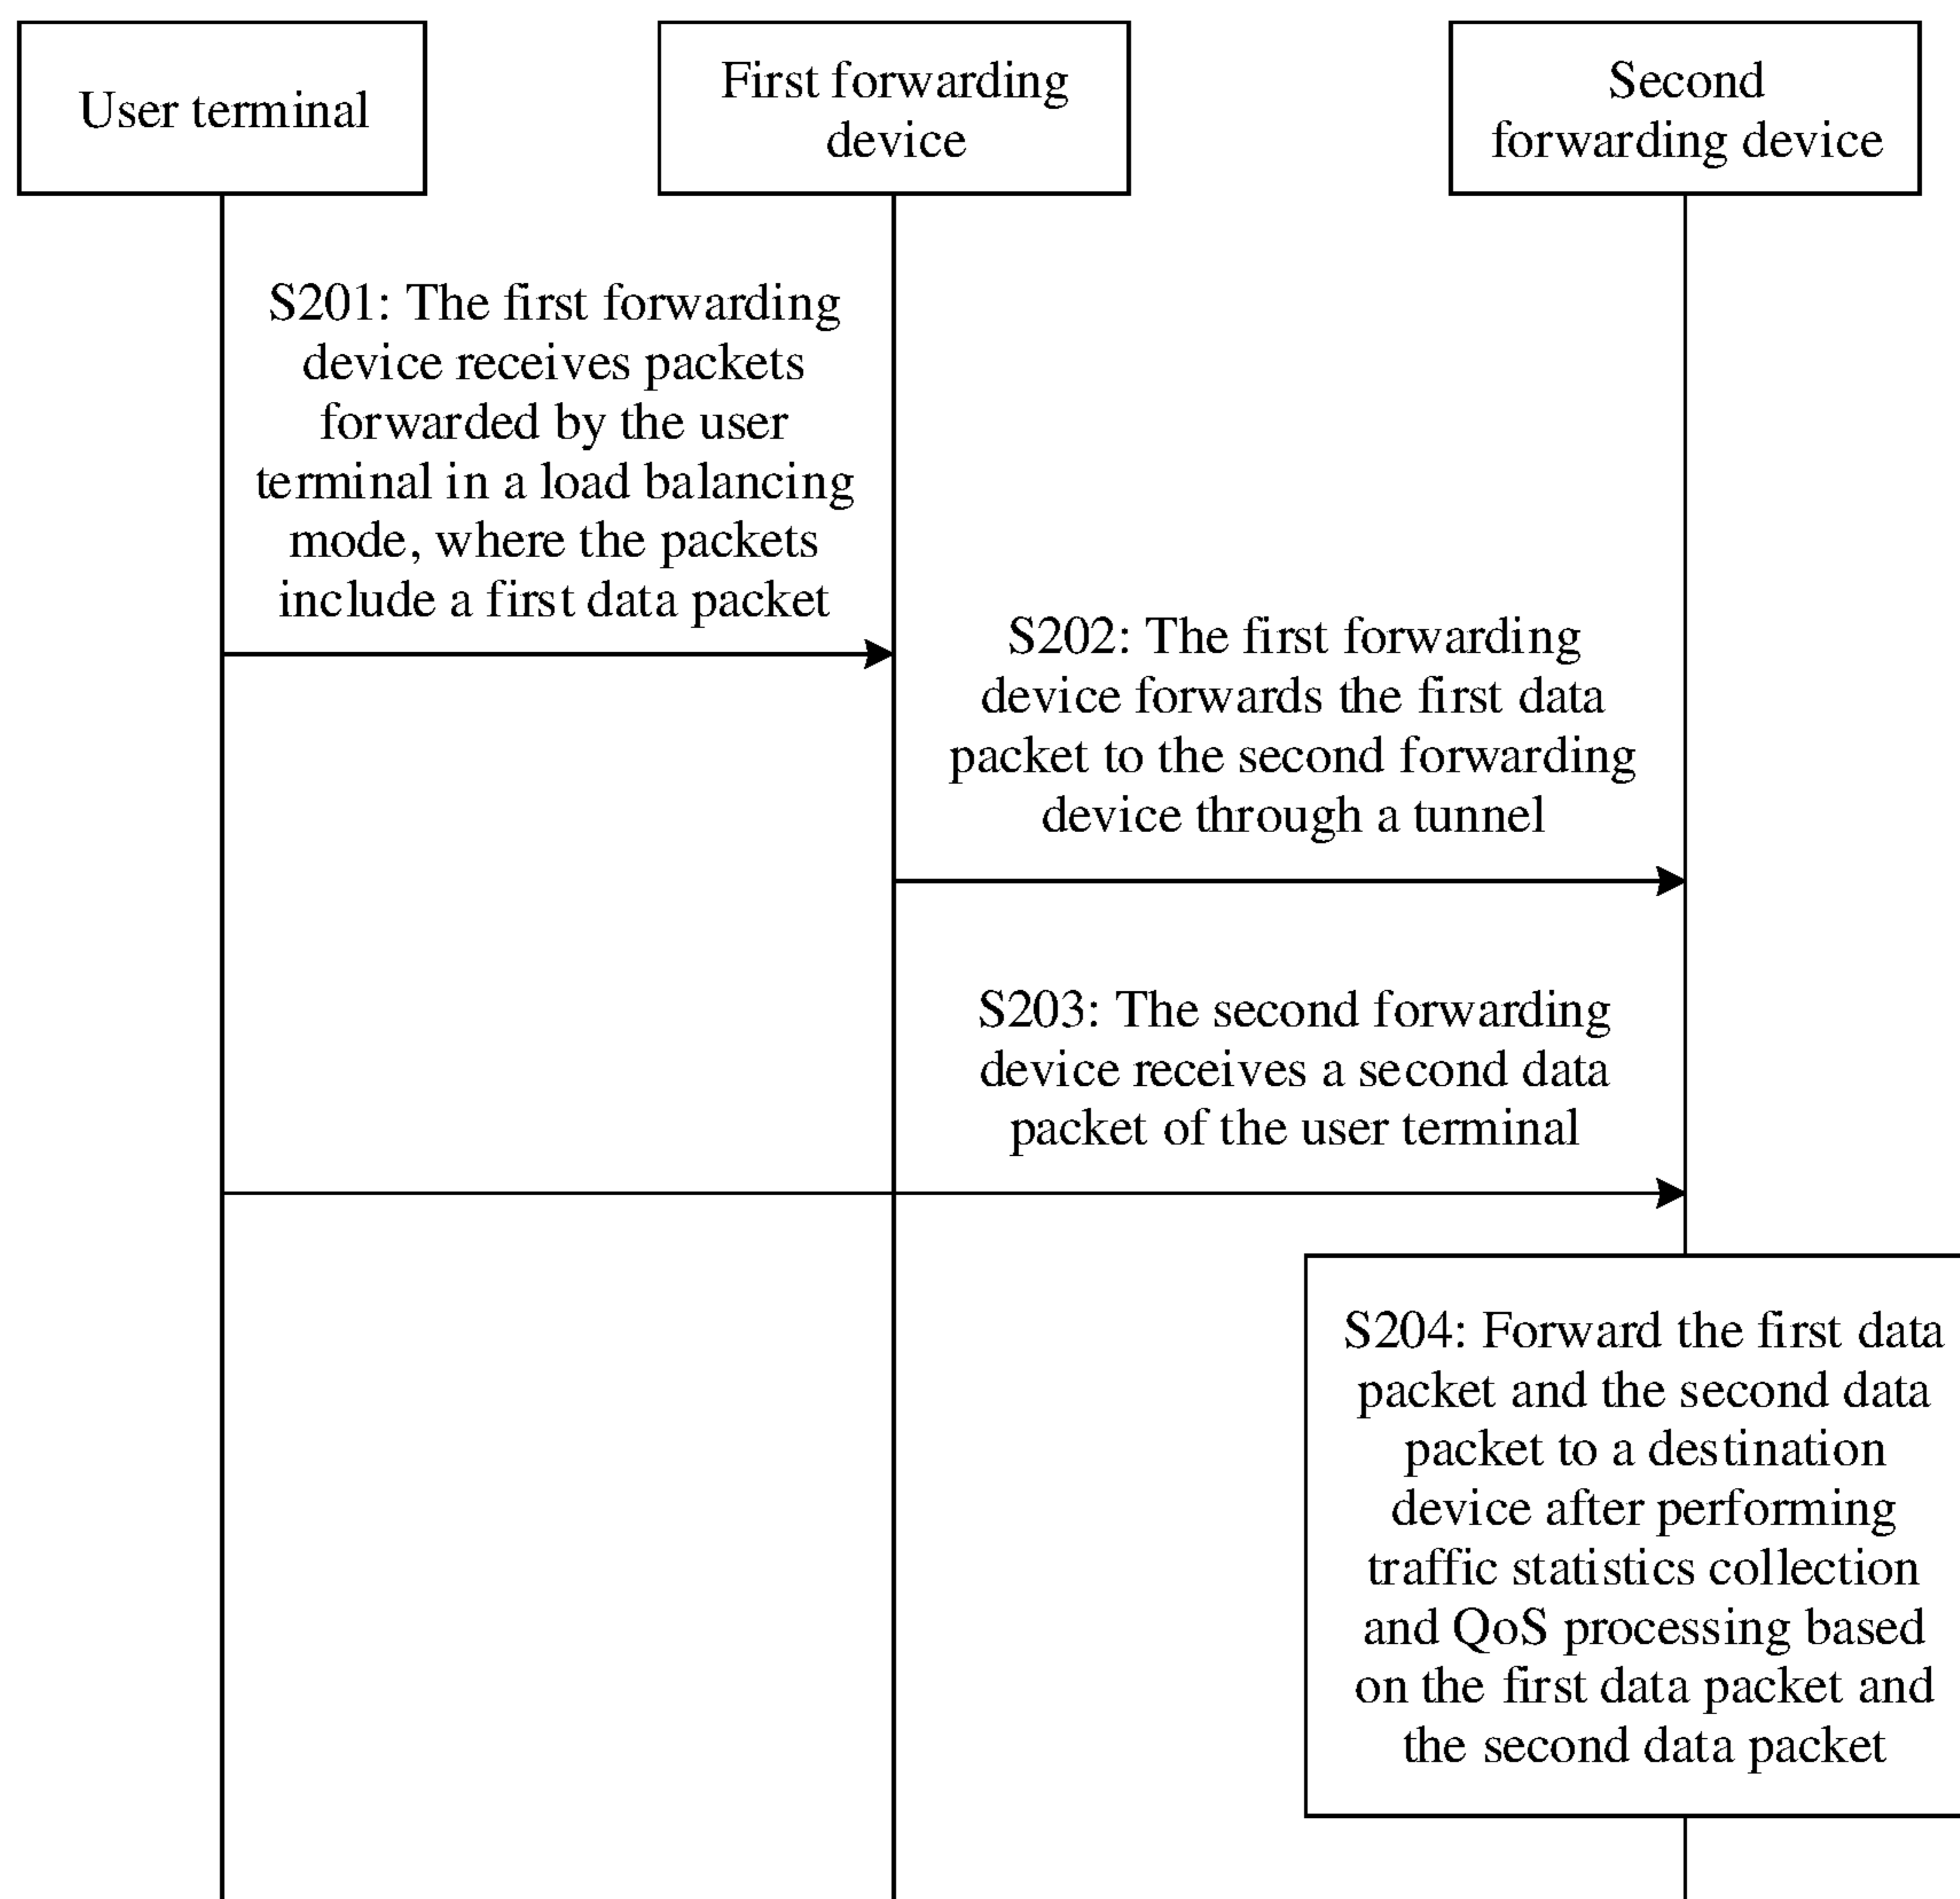 User terminal
First forwarding
device
Second
forwarding device
S201: The first forwarding
device receives packets
forwarded by the user
terminal in a load balancing
mode, where the packets
include a first data packet
S202: The first forwarding
device forwards the first data
packet to the second forwarding
device through a tunnel
S203: The second forwarding
device receives a second data
packet of the user terminal
S204: Forward the first data
packet and the second data
packet to a destination
device after performing
traffic statistics collection
and QoS processing based
on the first data packet and
the second data packet